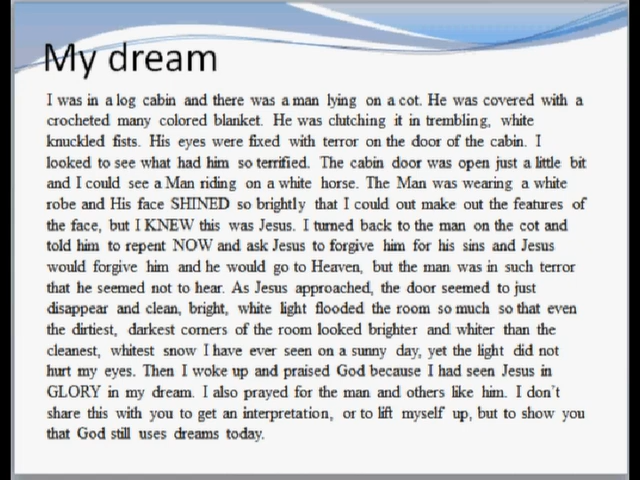 My dream
I was in a log cabin and there was a man lying on a cot. He was covered with a
crocheted many colored blanket. He was clutching it in trembling, white
knuckled fists. His eyes were fixed with terror on the door of the cabin. I
looked to see what had him so terrified. The cabin door was open just a little bit
and I could see a Man riding on a white horse. The Man was wearing a white
robe and His face SHINED so brightly that I could out make out the features of
the face, but I KNEW this was Jesus. I turned back to the man on the cot and
told him to repent NOW and ask Jesus to forgive him for his sins and Jesus
would forgive him and he would go to Heaven, but the man was in such terror
that he seemed not to hear. As Jesus approached, the door seemed to just
disappear and clean, bright, white light flooded the room so much so that even
the dirtiest, darkest corners of the room looked brighter and whiter than the
cleanest, whitest snow I have ever seen on a sunny day, yet the light did not
hurt my eyes. Then I woke up and praised God because I had seen Jesus in
GLORY in my dream. I also prayed for the man and others like him. I don't
share this with you to get an interpretation, or to lift myself up, but to show you
that God still uses dreams today.